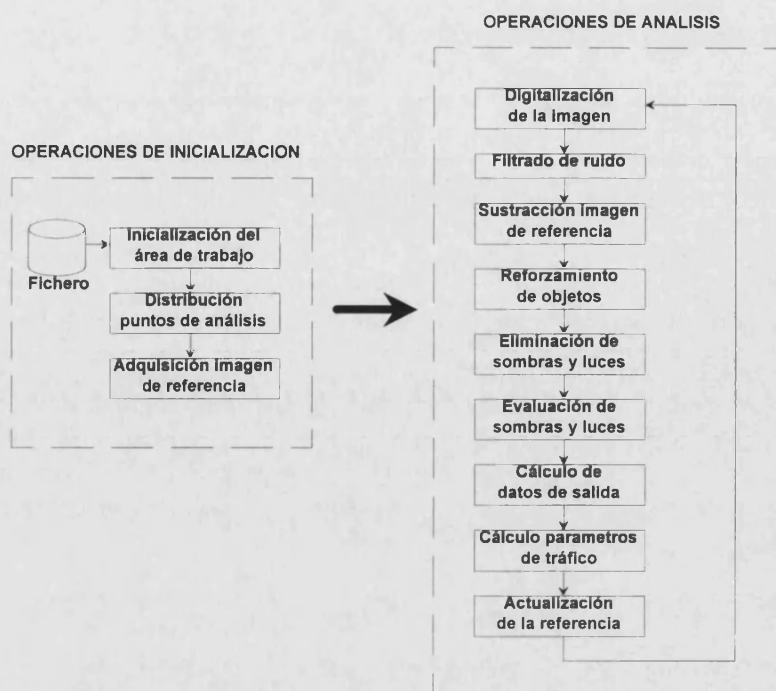 OPERACIONES DE INICIALIZACION
Fichero
Inicialización del
área de trabajo
Distribución
puntos de análisis
Adquisición imagen
de referencia
OPERACIONES DE ANALISIS
Digitalización
de la imagen
Filtrado de ruido
Sustracción imagen
de referencia
Reforzamiento
de objetos
Eliminación de
sombras y luces
Evaluación de
sombras y luces
Cálculo de
datos de salida
Cálculo parametros
de tráfico
Actualización
de la referencia